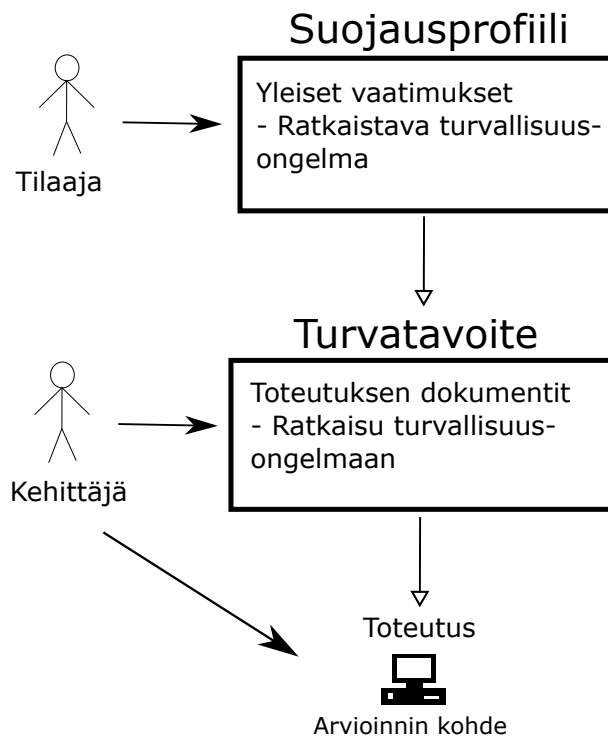 Suojausprofiili
Yleiset vaatimukset
- Ratkaistava turvallisuus-
ongelma
Tilaaja
Turvatavoite
Toteutuksen dokumentit
- Ratkaisu turvallisuus-
ongelmaan
Kehittäjä
Toteutus
Arvioinnin kohde